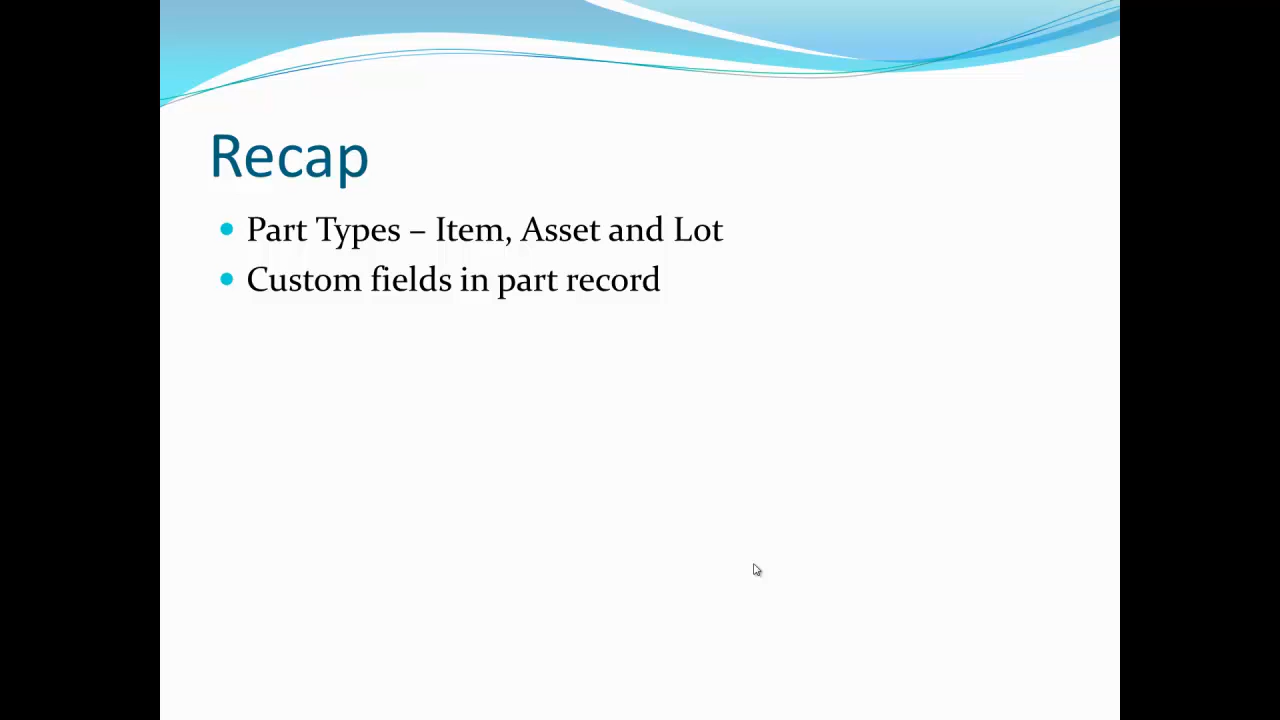 Recap
Part Types – Item, Asset and Lot
Custom fields in part record